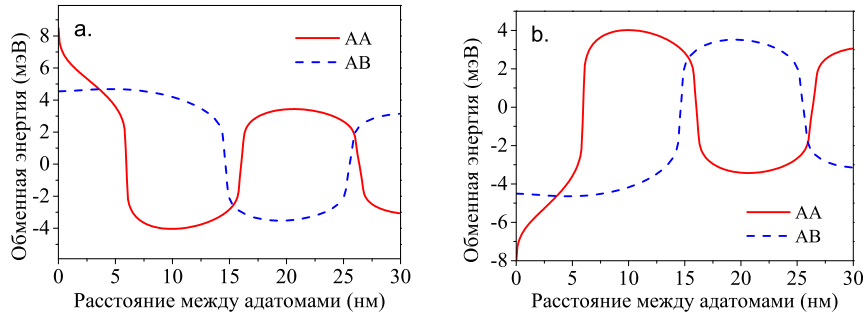 a.
AA
AB
8
6
4
2
0
-2
-4
0 5 10 15 20 25 30
Обменная энергия (мэВ)
Расстояние между адатомами (нм)
b.
AA
AB
4
2
0
-2
-4
-6
-8
0 5 10 15 20 25 30
Обменная энергия (мэВ)
Расстояние между адатомами (нм)